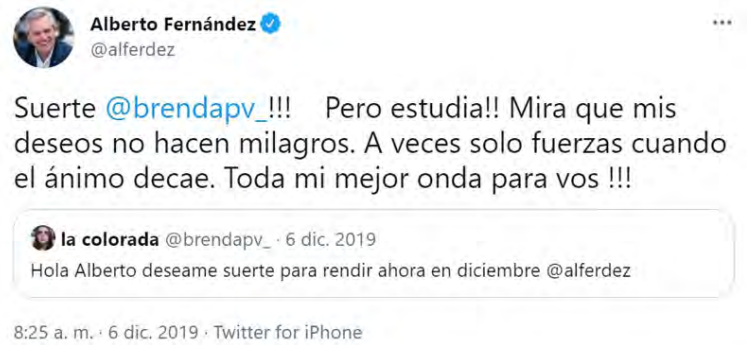 Alberto Fernández
@alferdez
Suerte @brendapv_!!! Pero estudia!! Mira que mis
deseos no hacen milagros. A veces solo fuerzas cuando
el ánimo decae. Toda mi mejor onda para vos !!!
la colorada @brendapv_ · 6 dic. 2019
Hola Alberto deseame suerte para rendir ahora en diciembre @alferdez
8:25 a. m. · 6 dic. 2019 · Twitter for iPhone